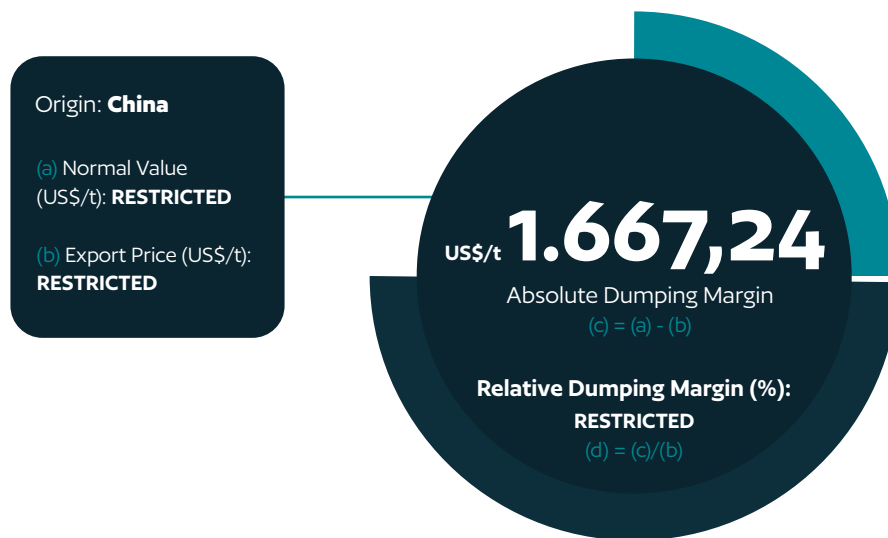 Origin: China
(a) Normal Value
(US$/t): RESTRICTED
(b) Export Price (US$/t):
RESTRICTED
US$/t 1.667,24
Absolute Dumping Margin
(c) = (a) - (b)
Relative Dumping Margin (%):
RESTRICTED
(d) = (c)/(b)